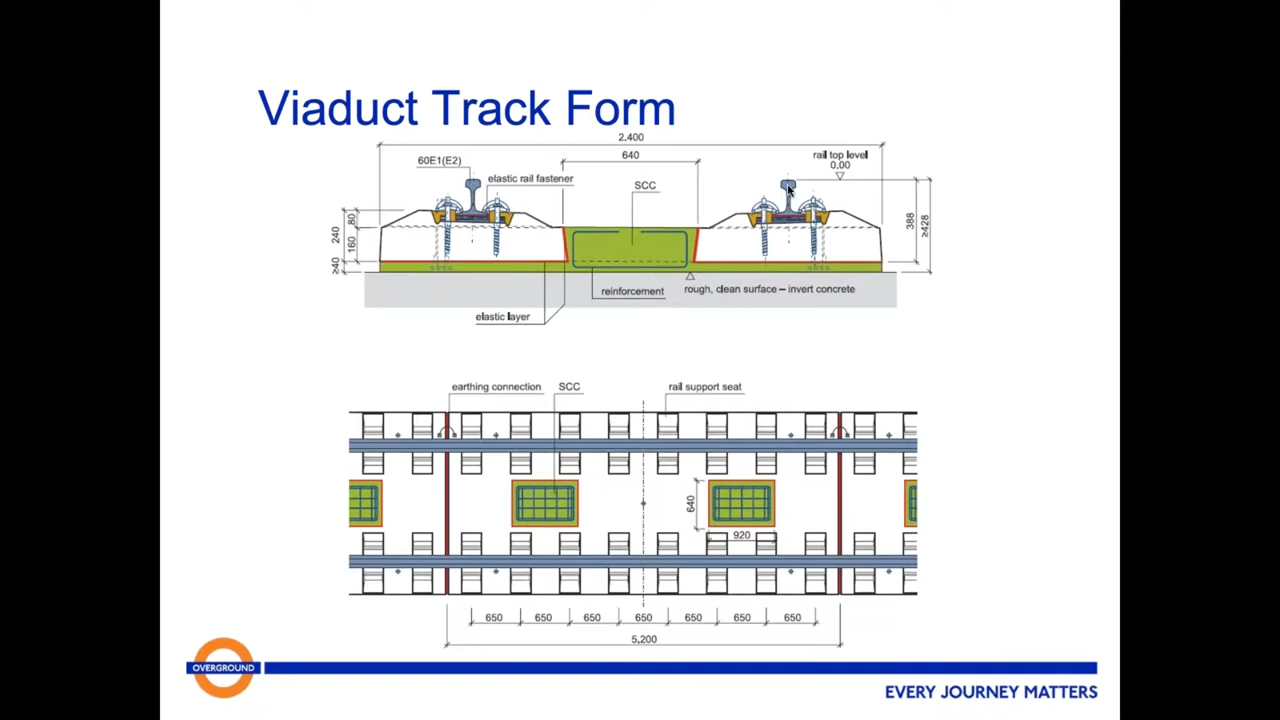 Viaduct Track Form
2.400
640
60E1(E2)
rail top level
0.00
elastic rail fastener
SCC
80
240
160
≥40
388
≥428
reinforcement
rough, clean surface – invert concrete
elastic layer
earthing connection
SCC
rail support seat
640
920
650 650 650 650 650 650 650
5.200
OVERGROUND
EVERY JOURNEY MATTERS